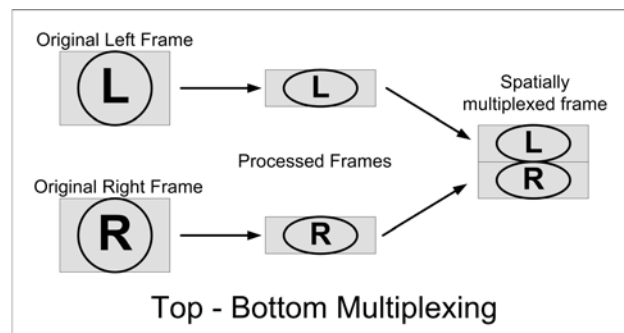 Original Left Frame
L
L
Spatially
multiplexed frame
L
R
Processed Frames
Original Right Frame
R
R
Top - Bottom Multiplexing